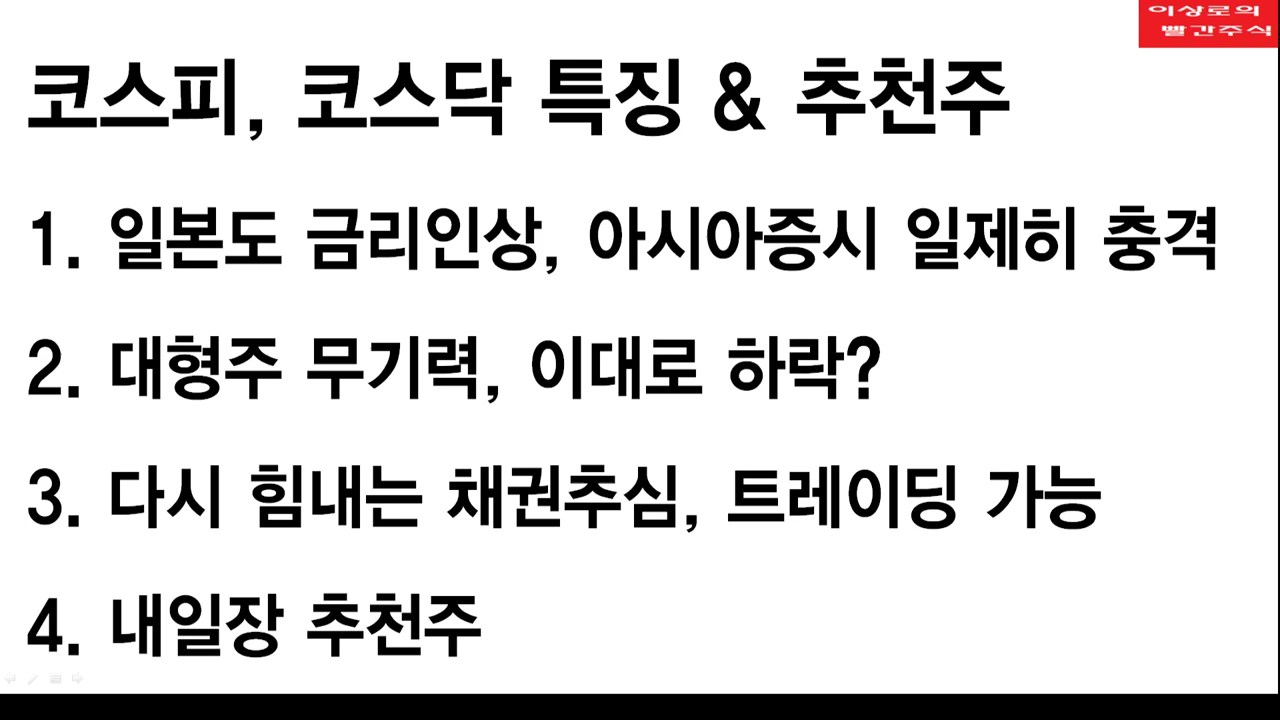 이상로의
빨간주식
코스피, 코스닥 특징 & 추천주
1. 일본도 금리인상, 아시아증시 일제히 충격
2. 대형주 무기력, 이대로 하락?
3. 다시 힘내는 채권추심, 트레이딩 가능
4. 내일장 추천주